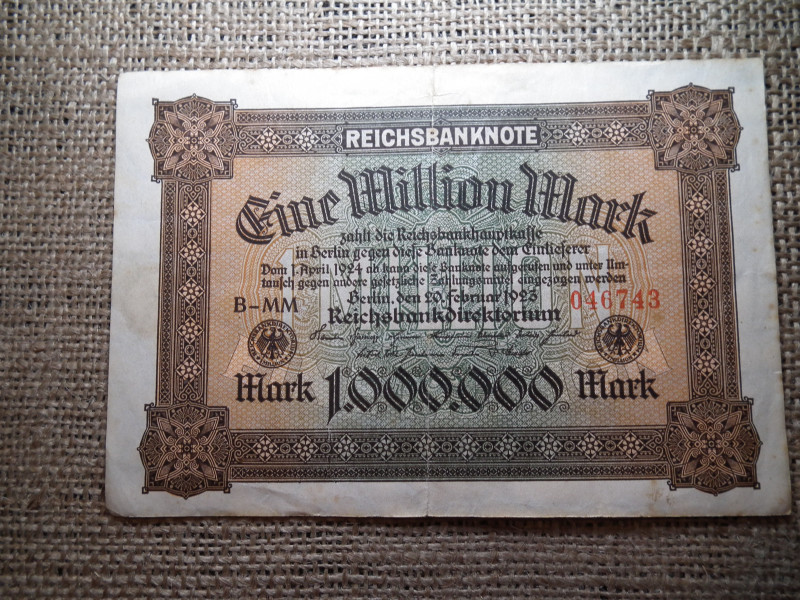 REICHSBANKNOTE
Eine Million Mark
zahlt die Reichsbankhauptkasse
in Berlin gegen diese Banknote dem Einlieferer
Vom 1. April 1924 ab kann diese Banknote aufgerufen und unter Um-
tausch gegen andere gesetzliche Zahlungsmittel eingezogen werden
B-MM Berlin, den 20. Februar 1923 046743
Reichsbankdirektorium
Mark 1.000.000 Mark